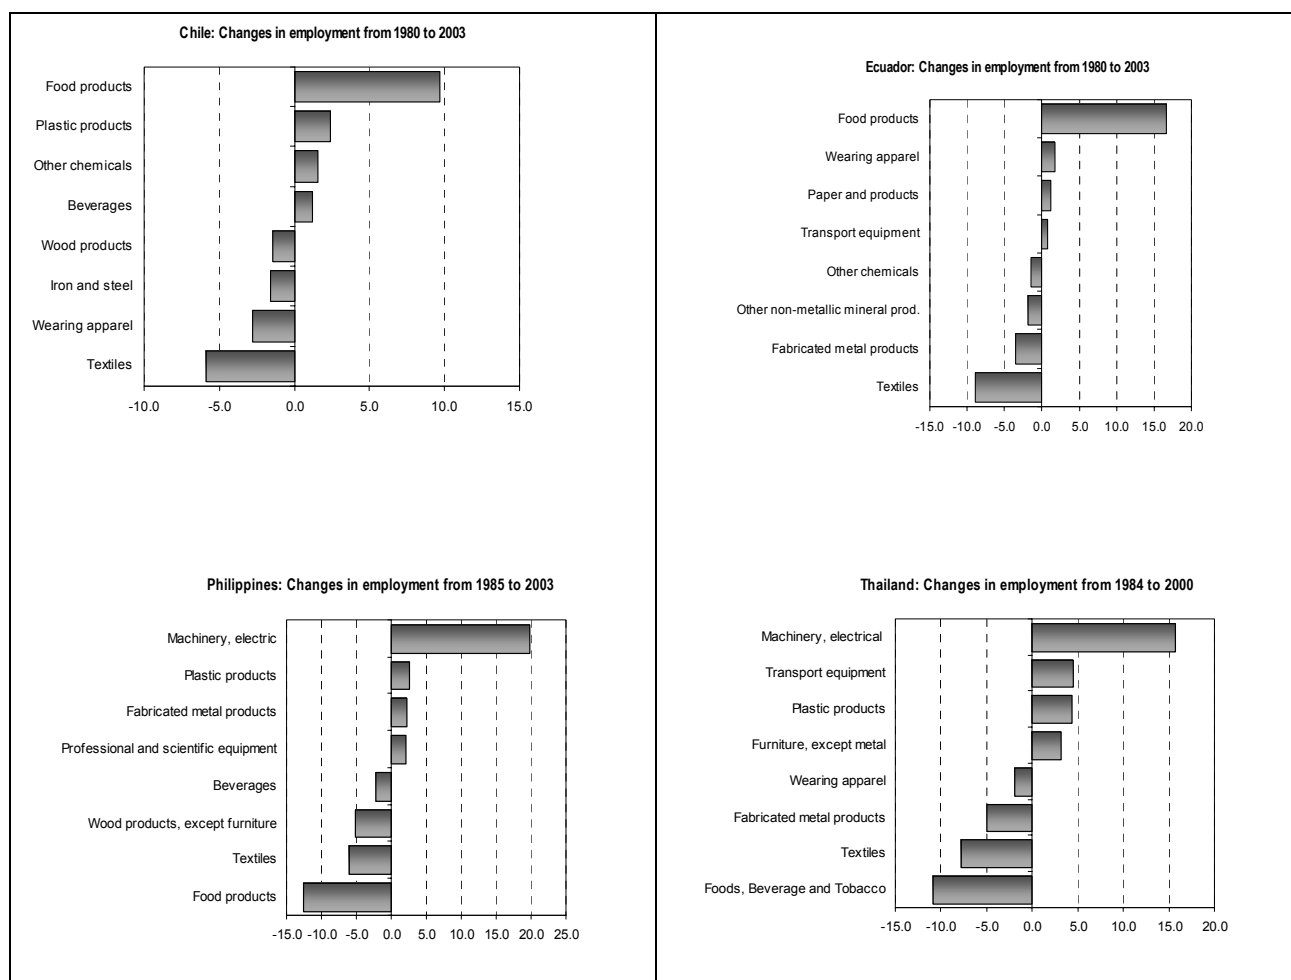 Chile: Changes in employment from 1980 to 2003
Food products
Plastic products
Other chemicals
Beverages
Wood products
Iron and steel
Wearing apparel
Textiles
-10.0 -5.0 0.0 5.0 10.0 15.0
Ecuador: Changes in employment from 1980 to 2003
Food products
Wearing apparel
Paper and products
Transport equipment
Other chemicals
Other non-metallic mineral prod.
Fabricated metal products
Textiles
-15.0 -10.0 -5.0 0.0 5.0 10.0 15.0 20.0
Philippines: Changes in employment from 1985 to 2003
Machinery, electric
Plastic products
Fabricated metal products
Professional and scientific equipment
Beverages
Wood products, except furniture
Textiles
Food products
-15.0 -10.0 -5.0 0.0 5.0 10.0 15.0 20.0 25.0
Thailand: Changes in employment from 1984 to 2000
Machinery, electrical
Transport equipment
Plastic products
Furniture, except metal
Wearing apparel
Fabricated metal products
Textiles
Foods, Beverage and Tobacco
-15.0 -10.0 -5.0 0.0 5.0 10.0 15.0 20.0